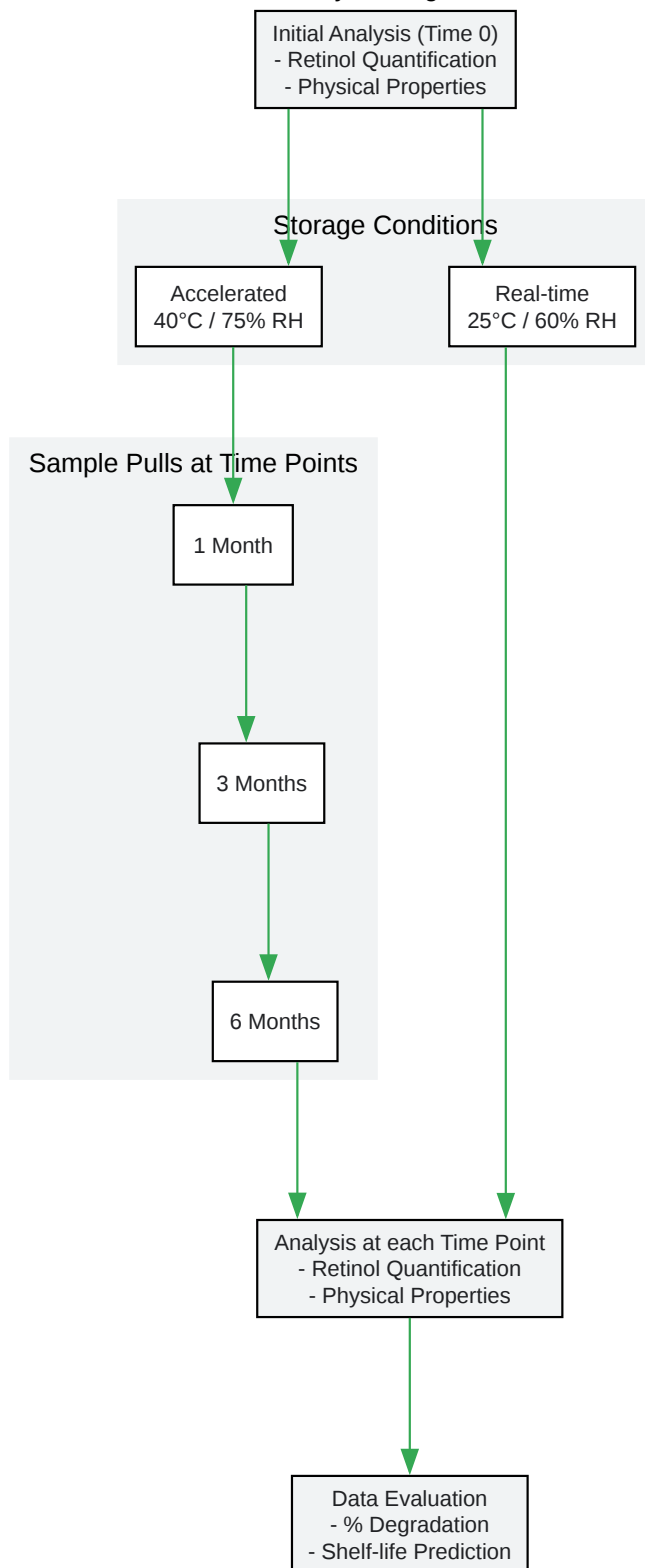 Initial Analysis (Time 0)
- Retinol Quantification
- Physical Properties
Storage Conditions
Accelerated
40°C / 75% RH
Real-time
25°C / 60% RH
Sample Pulls at Time Points
1 Month
3 Months
6 Months
Analysis at each Time Point
- Retinol Quantification
- Physical Properties
Data Evaluation
- % Degradation
- Shelf-life Prediction